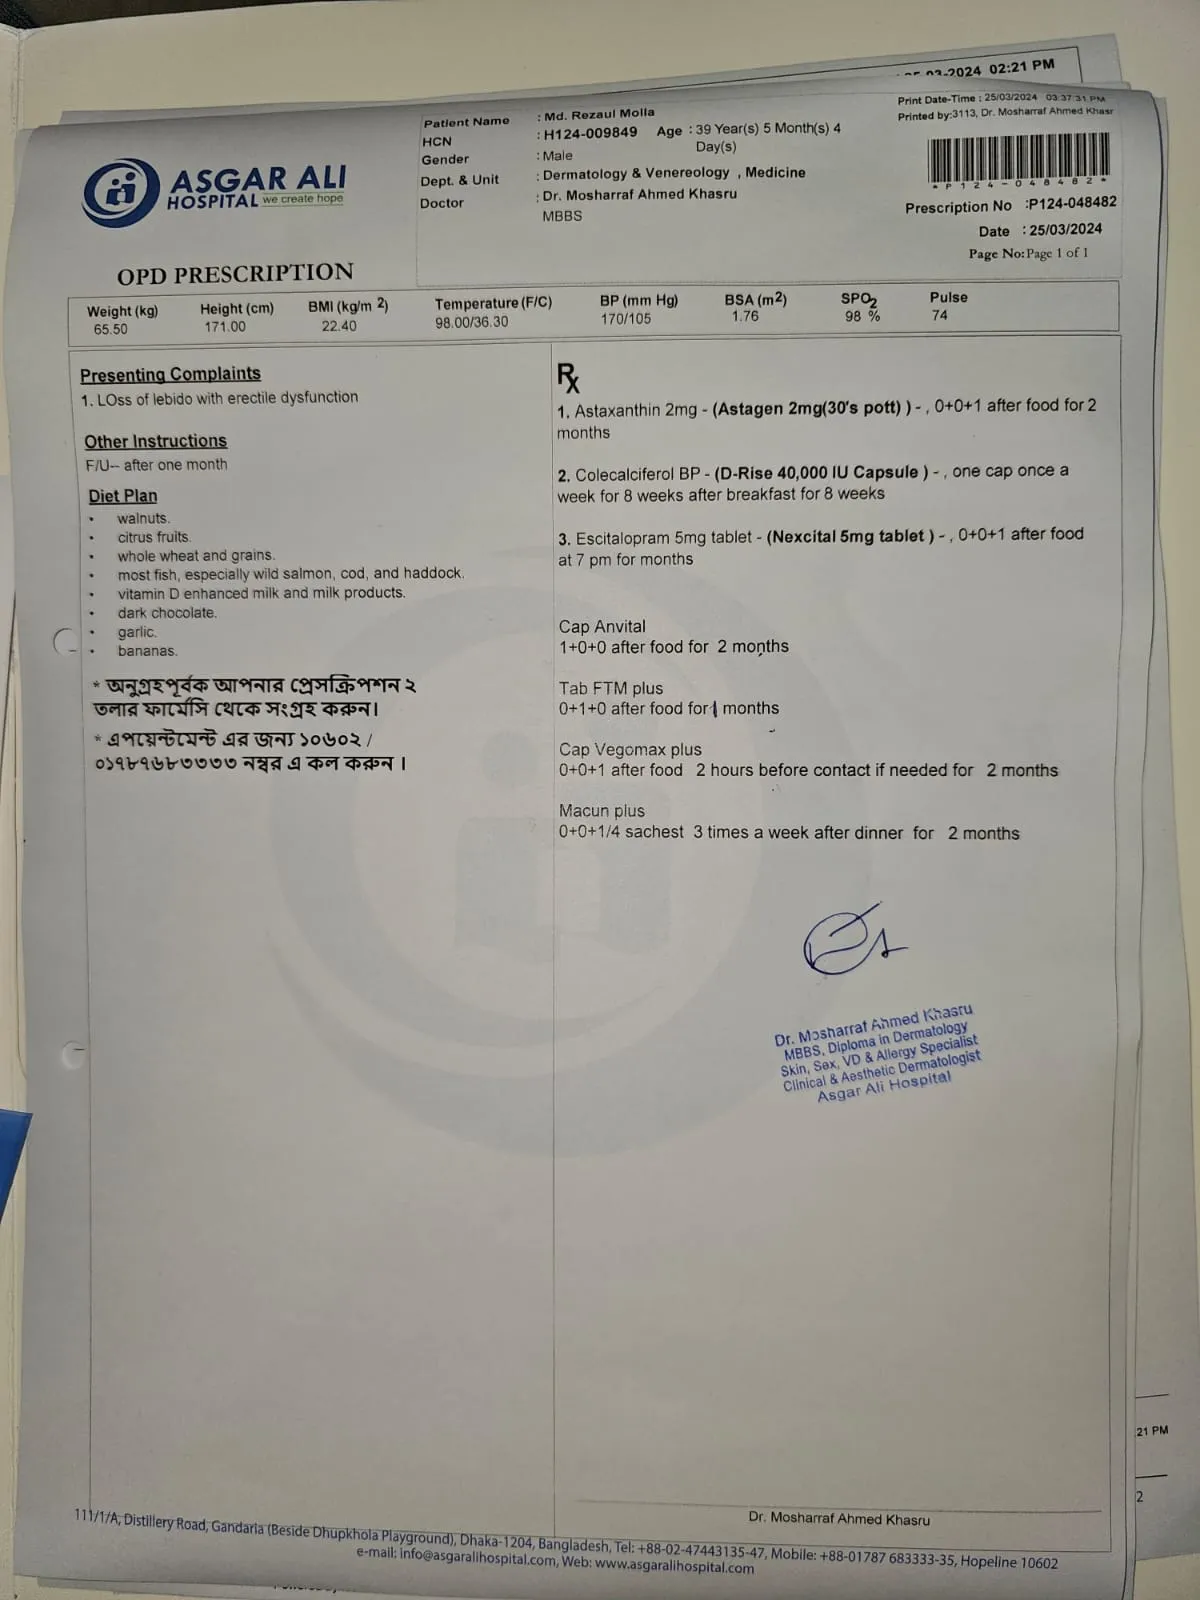 02:21 PM
Print Date-Time : 25/03/2024 03:37:31 PM
Printed by:3113, Dr. Mosharraf Ahmed Khasr
ASGAR ALI
HOSPITAL we create hope
Patient Name : Md. Rezaul Molla
HCN : H124-009849 Age : 39 Year(s) 5 Month(s) 4
Day(s)
Gender : Male
Dept. & Unit : Dermatology & Venereology , Medicine
Doctor : Dr. Mosharraf Ahmed Khasru
MBBS
*P124-048482*
Prescription No :P124-048482
Date : 25/03/2024
Page No:Page 1 of 1
OPD PRESCRIPTION
Weight (kg) Height (cm) BMI (kg/m 2) Temperature (F/C) BP (mm Hg) BSA (m2) SPO2 Pulse
65.50 171.00 22.40 98.00/36.30 170/105 1.76 98 % 74
Presenting Complaints
1. LOss of lebido with erectile dysfunction
Other Instructions
F/U-- after one month
Diet Plan
• walnuts.
• citrus fruits.
• whole wheat and grains.
• most fish, especially wild salmon, cod, and haddock.
• vitamin D enhanced milk and milk products.
• dark chocolate.
• garlic.
• bananas.
* অনুগ্রহপূর্বক আপনার প্রেসক্রিপশন ২
তলার ফার্মেসি থেকে সংগ্রহ করুন।
* এপয়েন্টমেন্ট এর জন্য ১০৬০২ /
০১৭৮৭৬৮৩৩৩৩ নম্বর এ কল করুন।
Rx
1. Astaxanthin 2mg - (Astagen 2mg(30's pott) ) - , 0+0+1 after food for 2
months
2. Colecalciferol BP - (D-Rise 40,000 IU Capsule ) - , one cap once a
week for 8 weeks after breakfast for 8 weeks
3. Escitalopram 5mg tablet - (Nexcital 5mg tablet ) - , 0+0+1 after food
at 7 pm for months
Cap Anvital
1+0+0 after food for 2 months
Tab FTM plus
0+1+0 after food for 1 months
Cap Vegomax plus
0+0+1 after food 2 hours before contact if needed for 2 months
Macun plus
0+0+1/4 sachest 3 times a week after dinner for 2 months
Dr. Mosharraf Ahmed Khasru
MBBS, Diploma in Dermatology
Skin, Sex, VD & Allergy Specialist
Clinical & Aesthetic Dermatologist
Asgar Ali Hospital
21 PM
2
Dr. Mosharraf Ahmed Khasru
111/1/A, Distillery Road, Gandaria (Beside Dhupkhola Playground), Dhaka-1204, Bangladesh, Tel: +88-02-47443135-47, Mobile: +88-01787 683333-35, Hopeline 10602
e-mail: info@asgaralihospital.com, Web: www.asgaralihospital.com